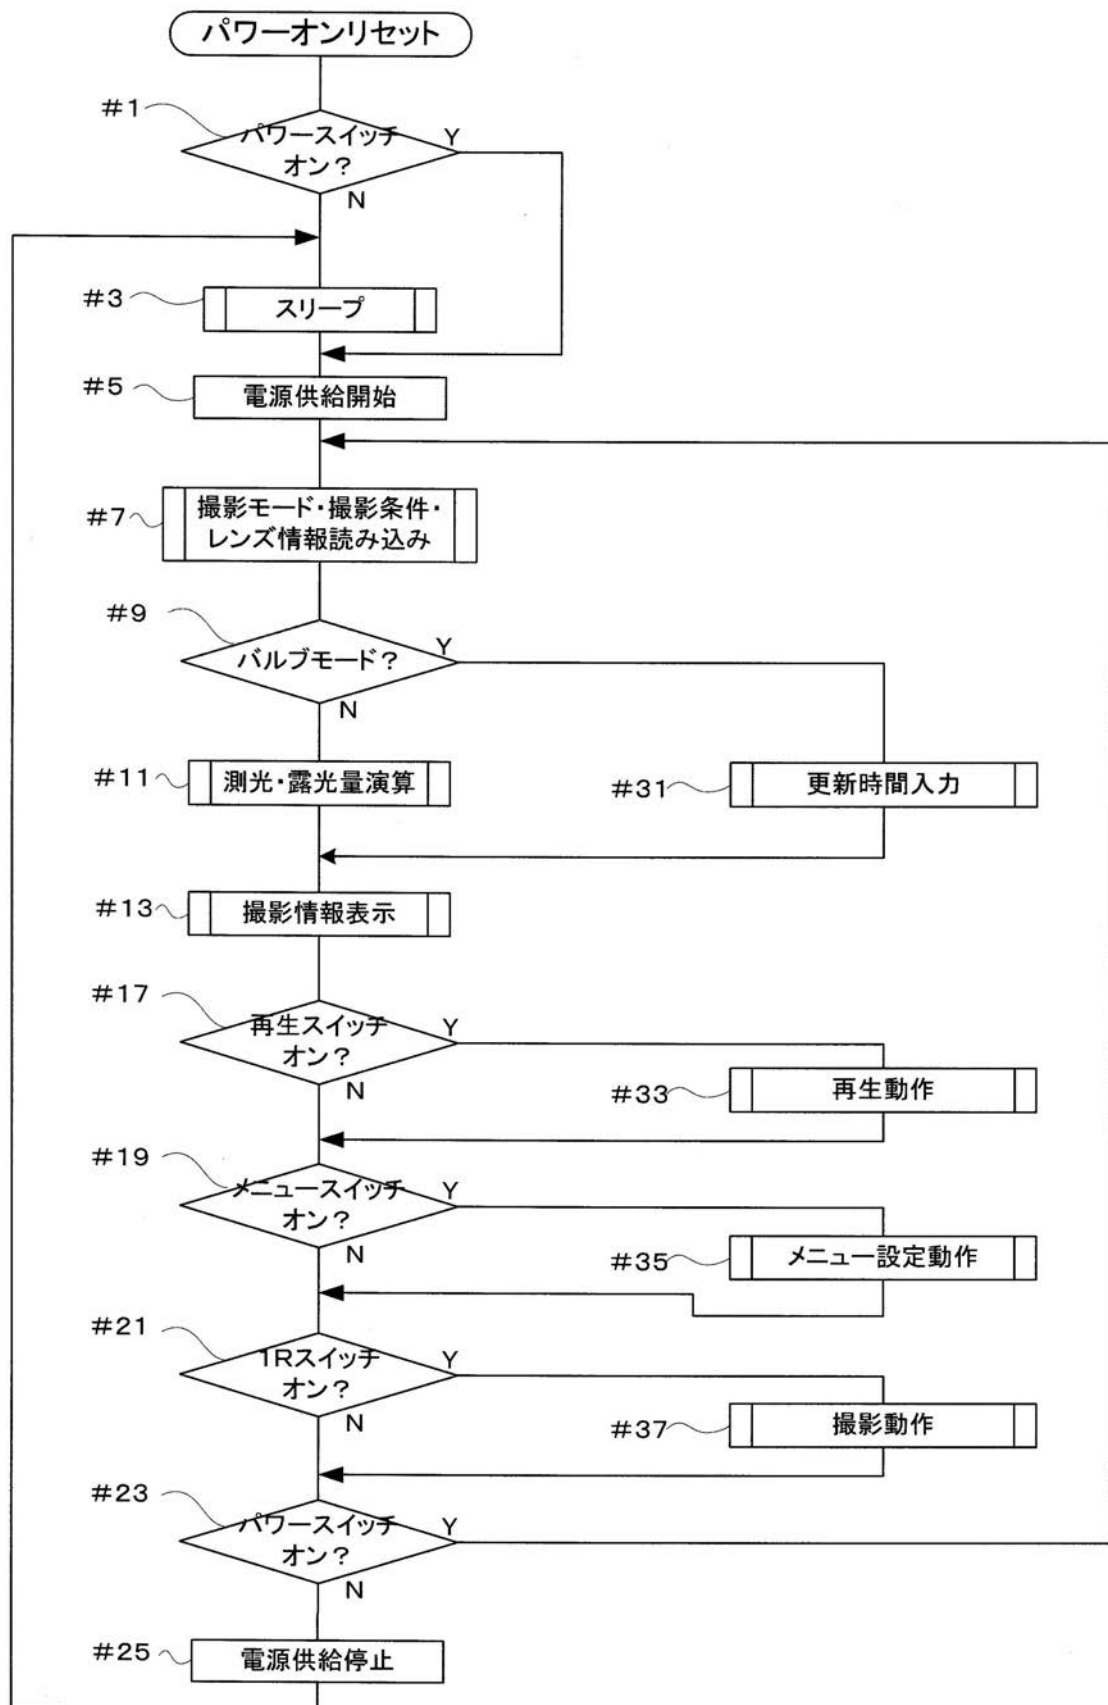 パワーオンリセット
#1
パワースイッチ
オン？
Y
N
#3
スリープ
#5
電源供給開始
#7
撮影モード・撮影条件・
レンズ情報読み込み
#9
バルブモード？
Y
N
#11
測光・露光量演算
#31
更新時間入力
#13
撮影情報表示
#17
再生スイッチ
オン？
Y
N
#33
再生動作
#19
メニュースイッチ
オン？
Y
N
#35
メニュー設定動作
#21
1Rスイッチ
オン？
Y
N
#37
撮影動作
#23
パワースイッチ
オン？
Y
N
#25
電源供給停止